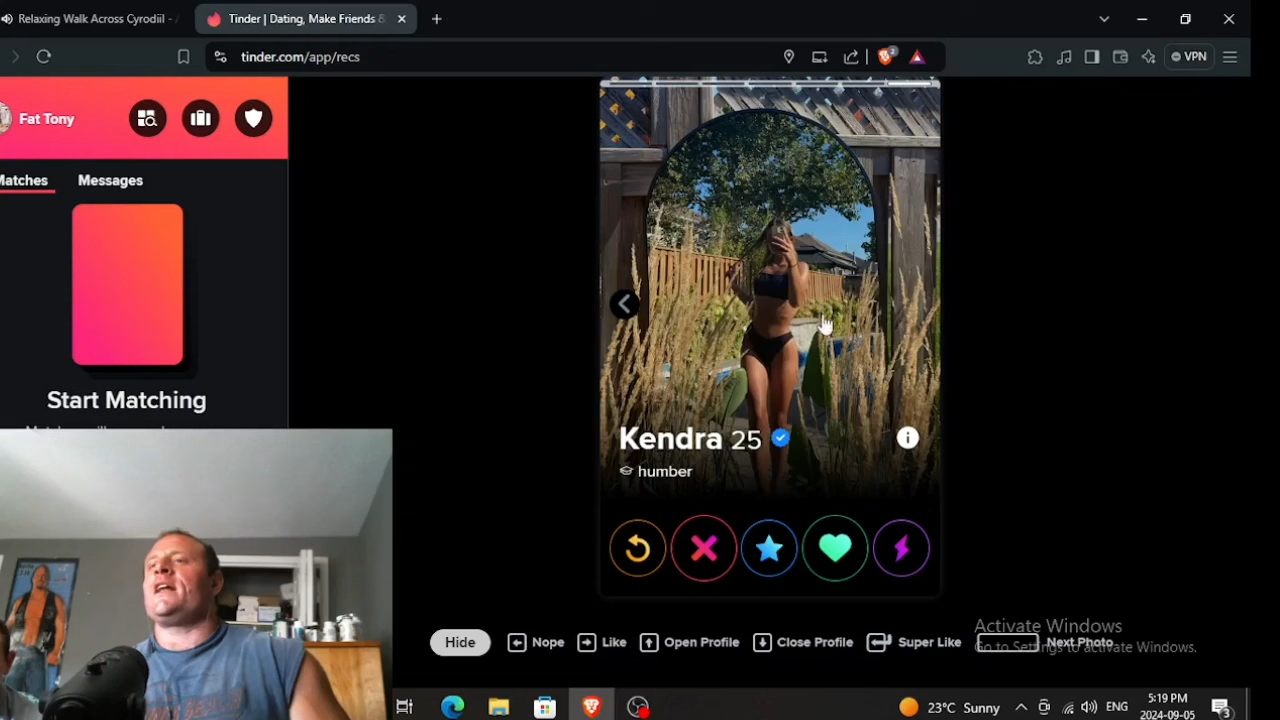 Relaxing Walk Across Cyrodiil -
Tinder | Dating, Make Friends &
tinder.com/app/recs
2
VPN
Fat Tony
Matches
Messages
Start Matching
Kendra 25
humber
Hide
Nope
Like
Open Profile
Close Profile
Super Like
Next Photo
Activate Windows
Go to Settings to activate Windows.
23°C Sunny
ENG
5:19 PM
2024-09-05
3